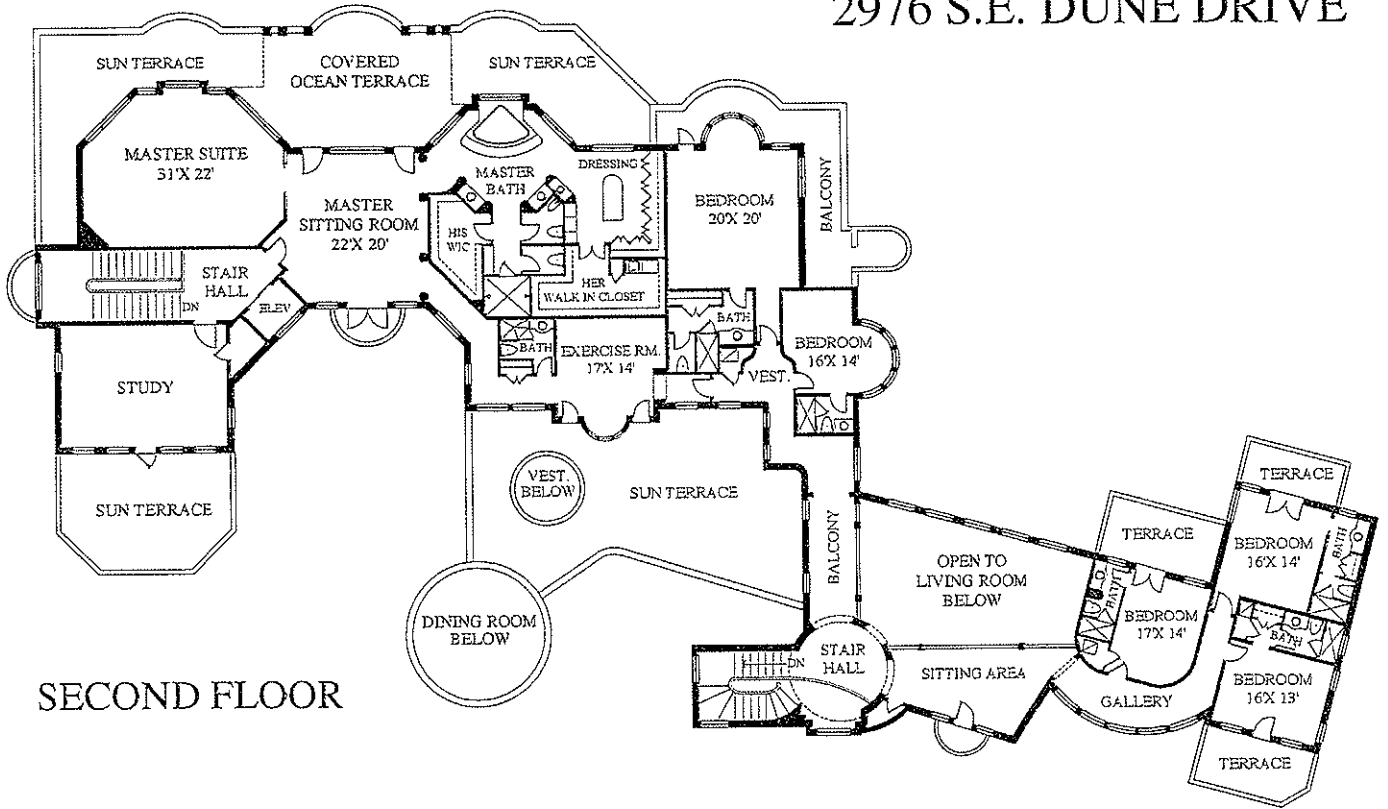 2976 S.E. DUNE DRIVE
SUN TERRACE
COVERED
OCEAN TERRACE
SUN TERRACE
MASTER SUITE
31'X 22'
MASTER
SITTING ROOM
22'X 20'
MASTER
BATH
DRESSING
HIS
WIC
HER
WALK IN CLOSET
BEDROOM
20'X 20'
BALCONY
STAIR
HALL
DN
ELEV
BATH
EXERCISE RM.
17'X 14'
BATH
VEST.
BEDROOM
16'X 14'
STUDY
SUN TERRACE
VEST.
BELOW
SUN TERRACE
DINING ROOM
BELOW
BALCONY
OPEN TO
LIVING ROOM
BELOW
TERRACE
TERRACE
BEDROOM
16'X 14'
BATH
BATH
BEDROOM
17'X 14'
BATH
STAIR
HALL
DN
SITTING AREA
GALLERY
BEDROOM
16'X 13'
TERRACE
SECOND FLOOR